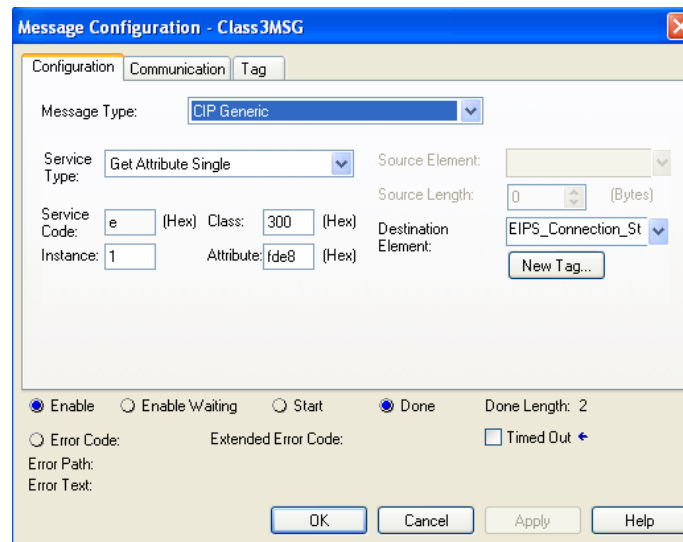 Message Configuration - Class3MSG
Configuration Communication Tag
Message Type: CIP Generic
Service Type: Get Attribute Single
Source Element:
Source Length: 0 (Bytes)
Service Code: e (Hex) Class: 300 (Hex)
Destination Element: EIPS_Connection_St
Instance: 1 Attribute: fde8 (Hex)
New Tag...
Enable Enable Waiting Start Done Done Length: 2
Error Code: Extended Error Code: Timed Out
Error Path:
Error Text:
OK Cancel Apply Help